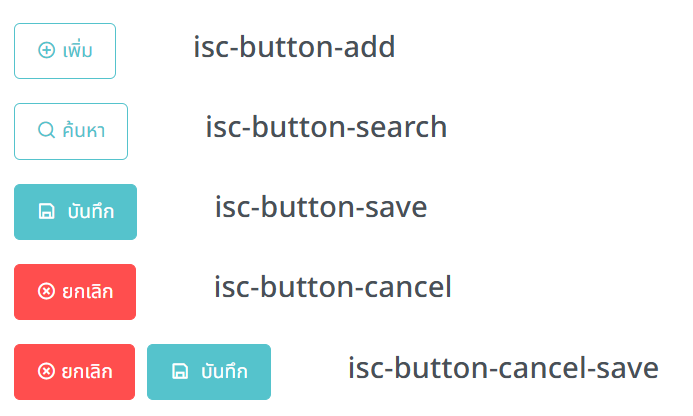 เพิ่ม isc-button-add
ค้นหา isc-button-search
บันทึก isc-button-save
ยกเลิก isc-button-cancel
ยกเลิก บันทึก isc-button-cancel-save